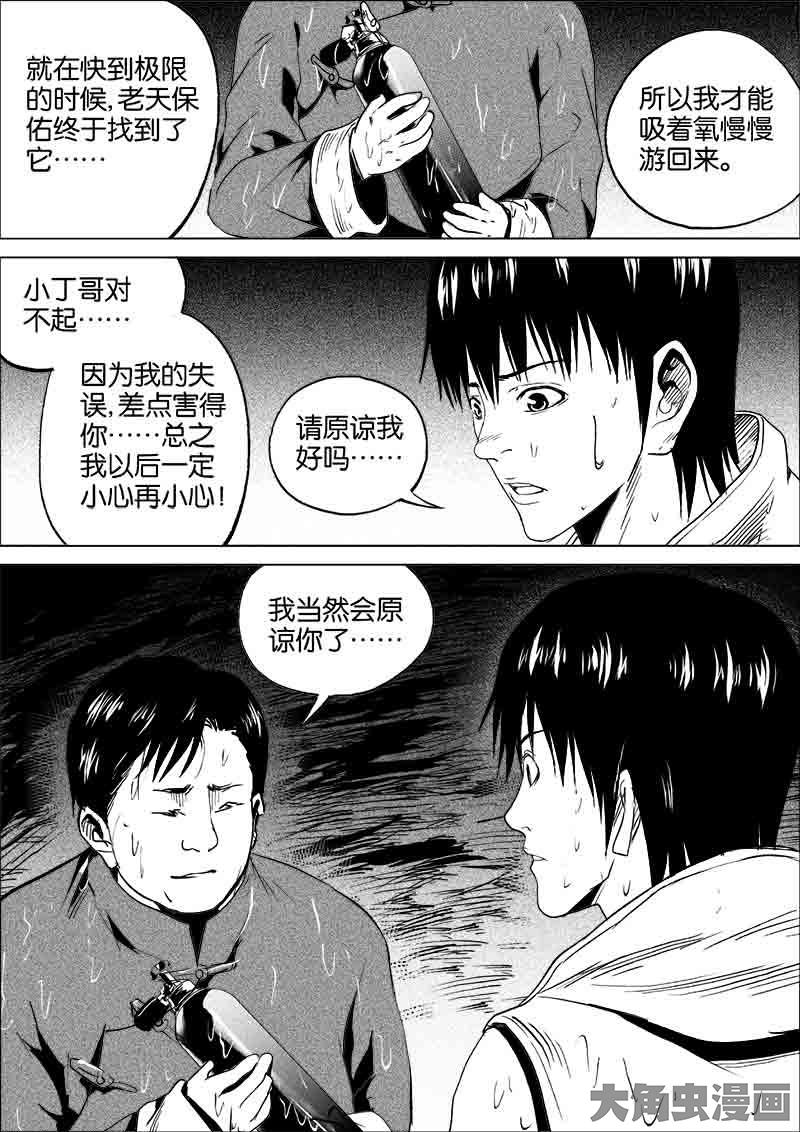 就在快到极限
的时候,老天保
佑终于找到了
它……
所以我才能
吸着氧慢慢
游回来。
小丁哥对
不起……
因为我的失
误,差点害得
你……总之
我以后一定
小心再小心!
请原谅我
好吗……
我当然会原
谅你了……
大角虫漫画